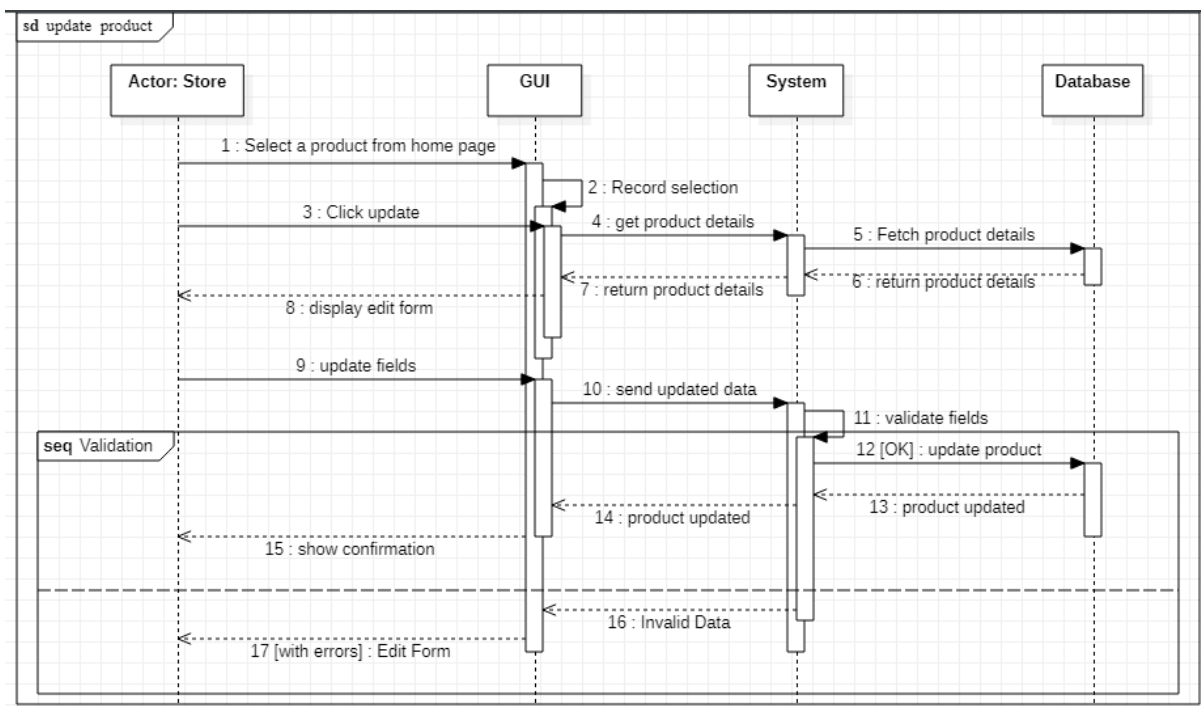 sd update product
Actor: Store
GUI
System
Database
1 : Select a product from home page
2 : Record selection
3 : Click update
4 : get product details
5 : Fetch product details
6 : return product details
7 : return product details
8 : display edit form
9 : update fields
10 : send updated data
11 : validate fields
seq Validation
12 [OK] : update product
13 : product updated
14 : product updated
15 : show confirmation
16 : Invalid Data
17 [with errors] : Edit Form